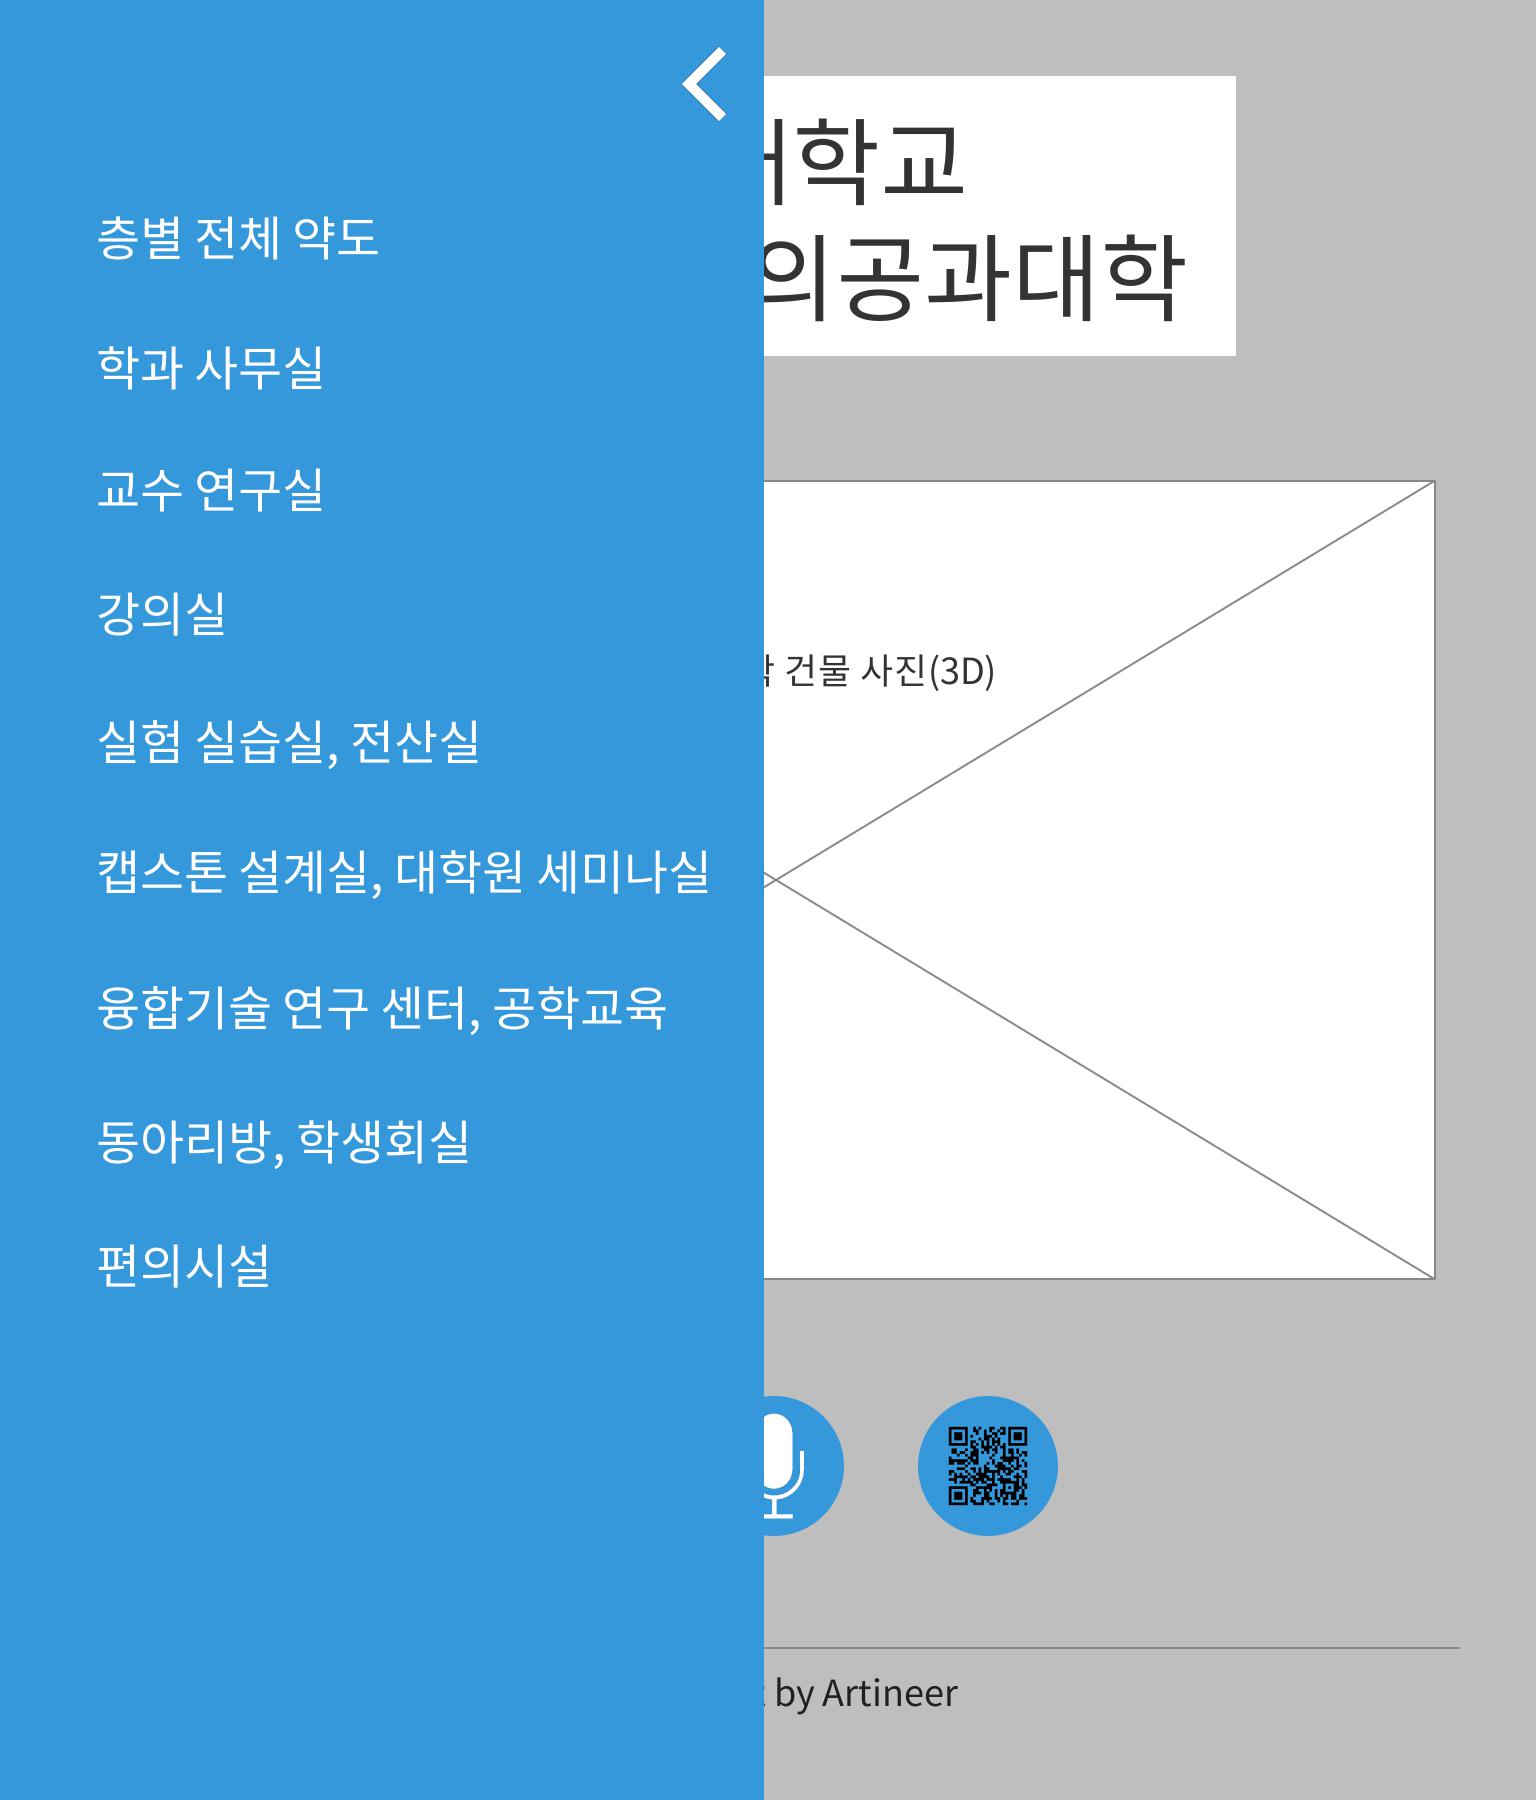 층별 전체 약도
학과 사무실
교수 연구실
강의실
실험 실습실, 전산실
캡스톤 설계실, 대학원 세미나실
융합기술 연구 센터, 공학교육
동아리방, 학생회실
편의시설
학교
의공과대학
건물 사진(3D)
by Artineer